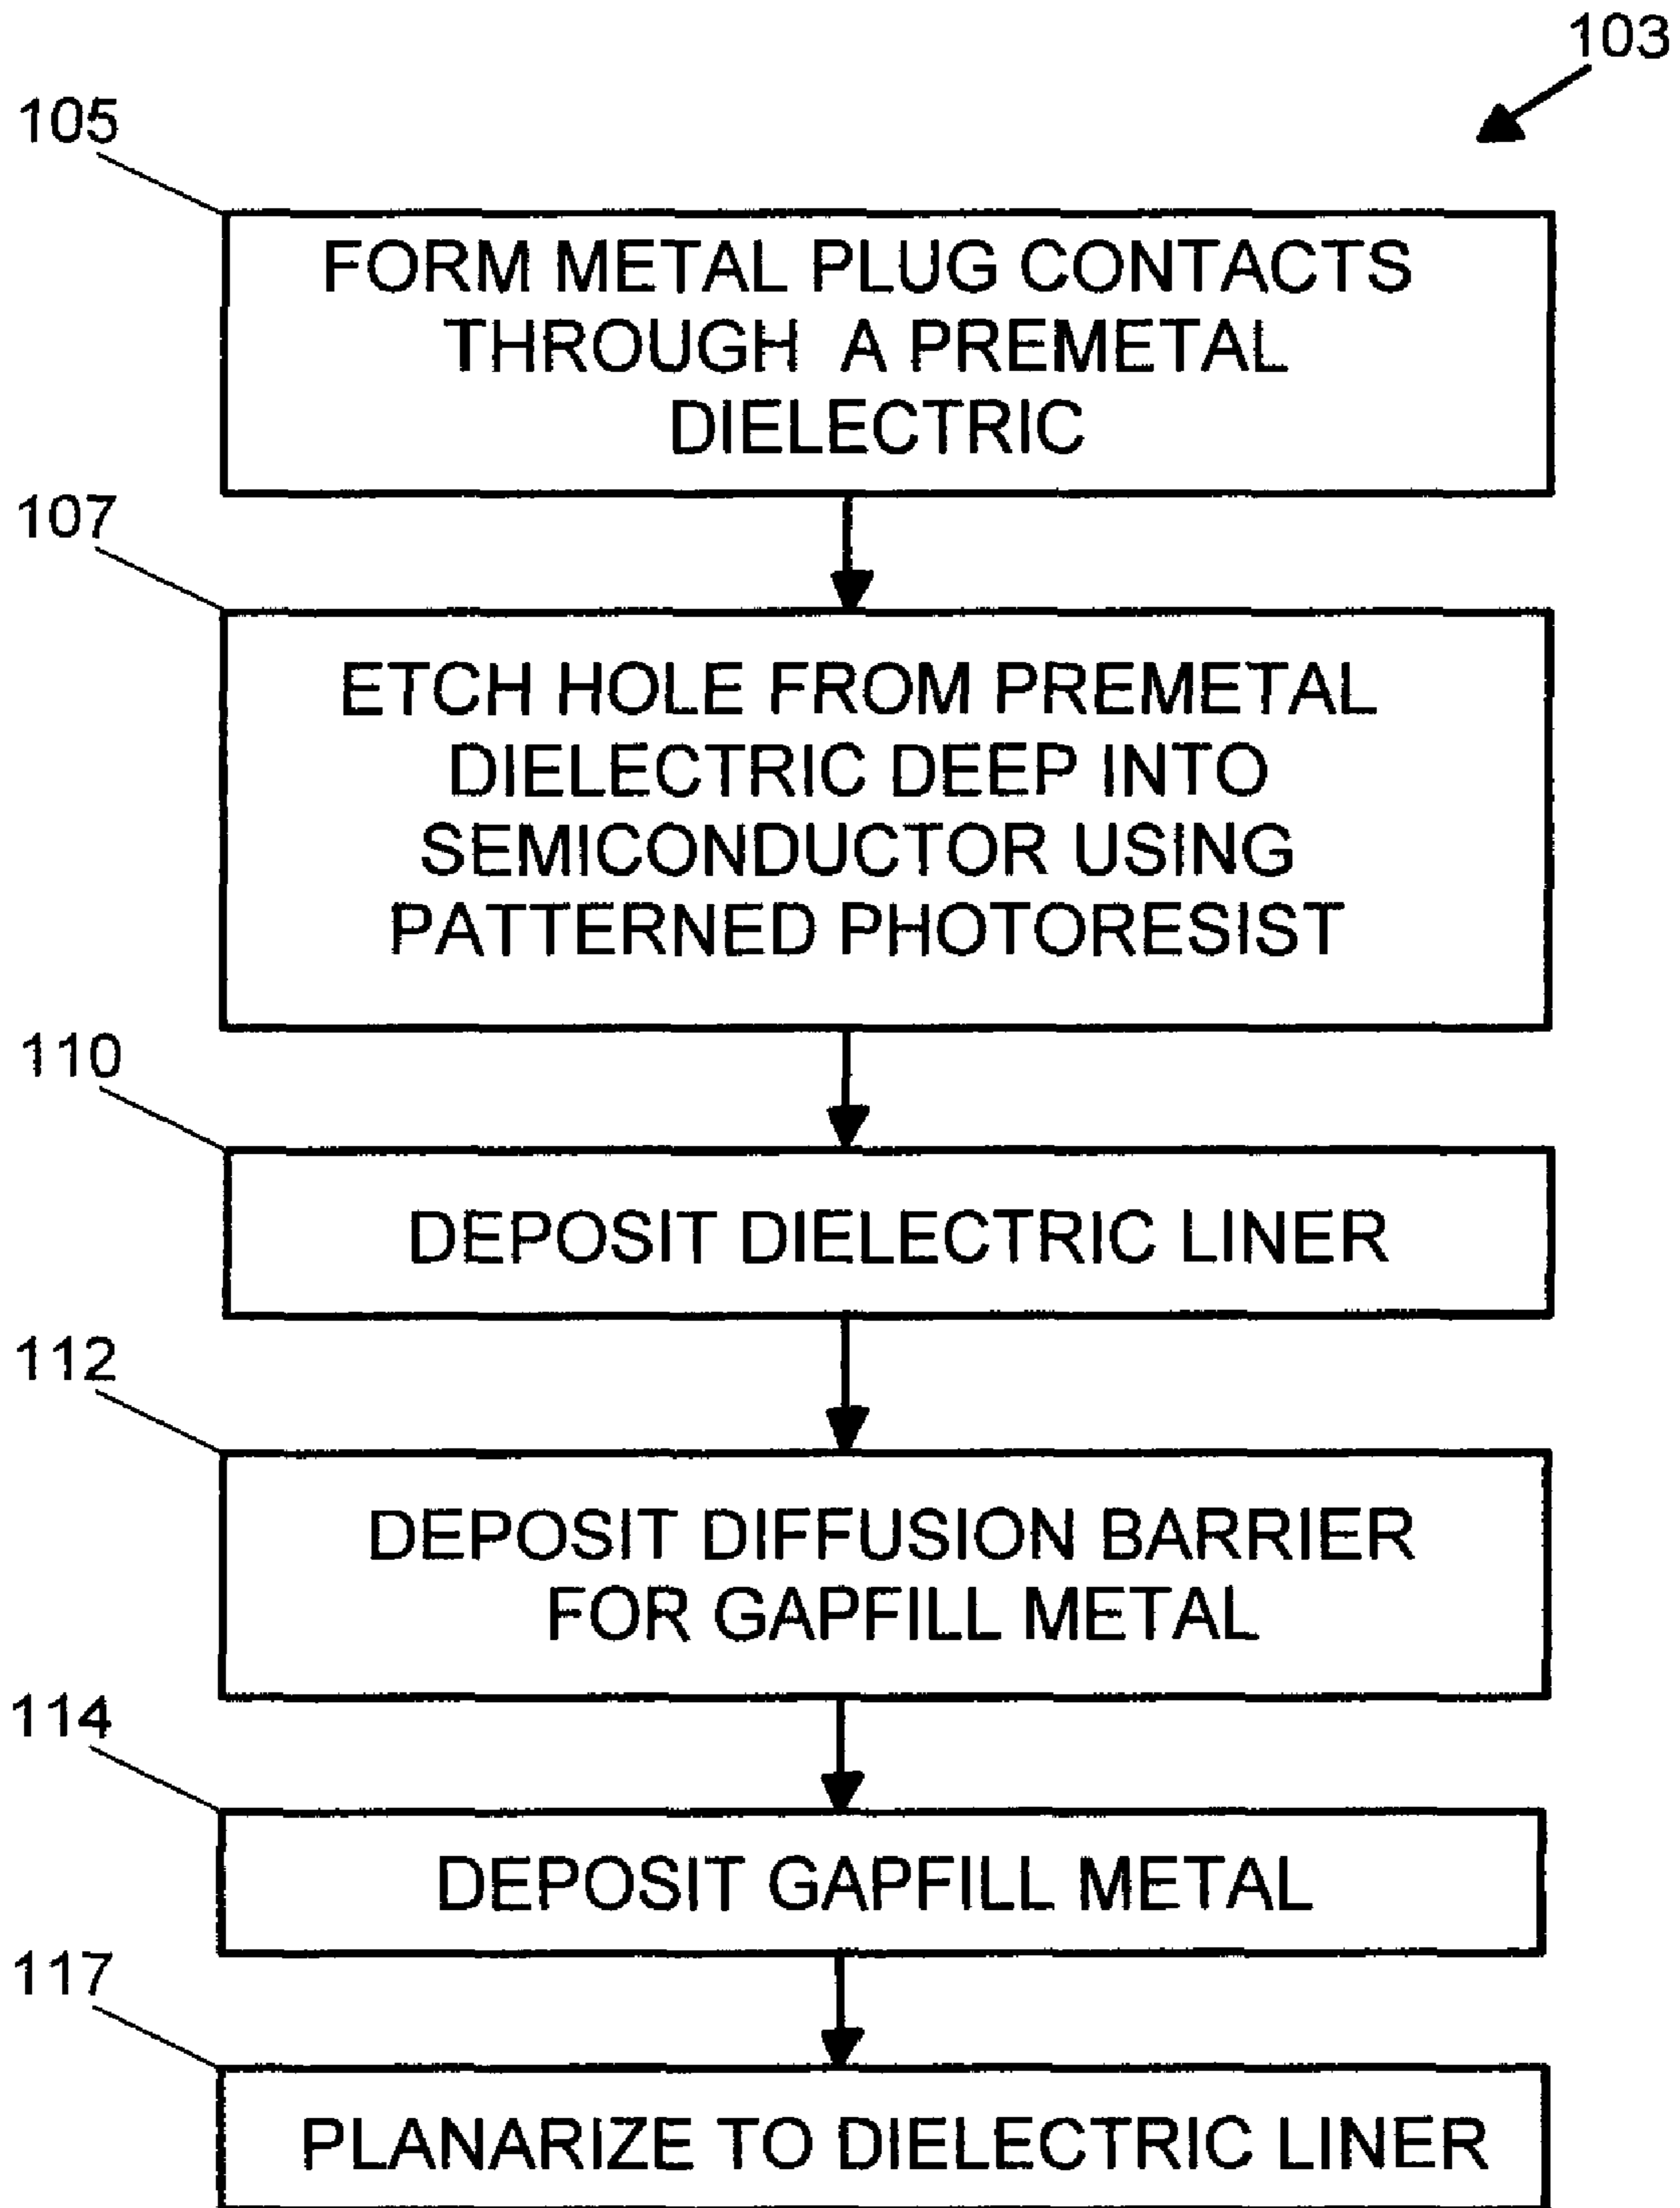 103
105
FORM METAL PLUG CONTACTS
THROUGH A PREMETAL
DIELECTRIC
107
ETCH HOLE FROM PREMETAL
DIELECTRIC DEEP INTO
SEMICONDUCTOR USING
PATTERNED PHOTORESIST
110
DEPOSIT DIELECTRIC LINER
112
DEPOSIT DIFFUSION BARRIER
FOR GAPFILL METAL
114
DEPOSIT GAPFILL METAL
117
PLANARIZE TO DIELECTRIC LINER